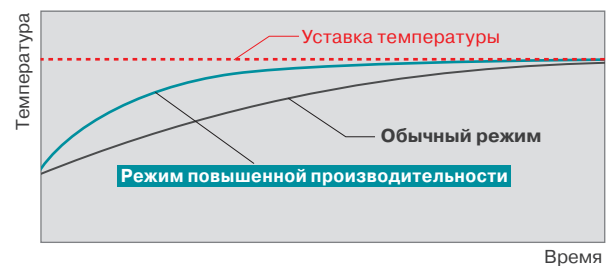 Температура
Уставка температуры
Обычный режим
Режим повышенной производительности
Время